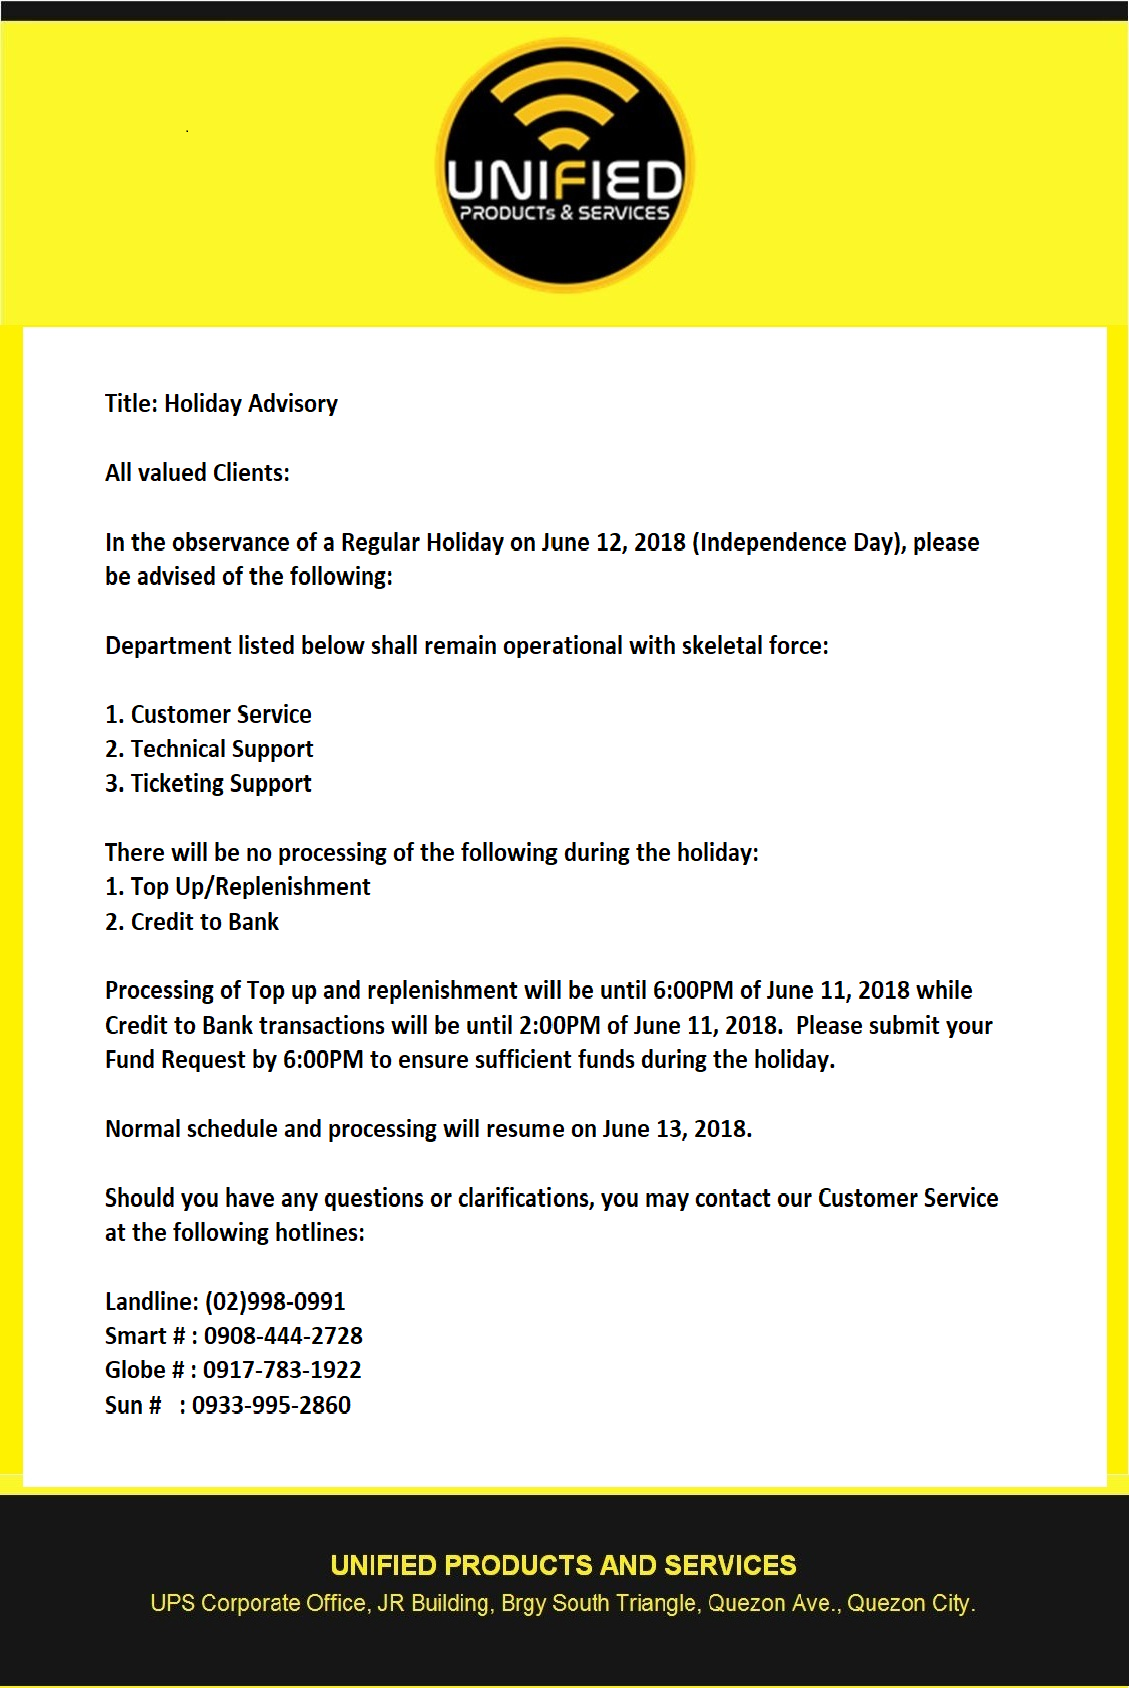 UNIFIED
PRODUCTs & SERVICES
Title: Holiday Advisory
All valued Clients:
In the observance of a Regular Holiday on June 12, 2018 (Independence Day), please
be advised of the following:
Department listed below shall remain operational with skeletal force:
1. Customer Service
2. Technical Support
3. Ticketing Support
There will be no processing of the following during the holiday:
1. Top Up/Replenishment
2. Credit to Bank
Processing of Top up and replenishment will be until 6:00PM of June 11, 2018 while
Credit to Bank transactions will be until 2:00PM of June 11, 2018.  Please submit your
Fund Request by 6:00PM to ensure sufficient funds during the holiday.
Normal schedule and processing will resume on June 13, 2018.
Should you have any questions or clarifications, you may contact our Customer Service
at the following hotlines:
Landline: (02)998-0991
Smart # : 0908-444-2728
Globe # : 0917-783-1922
Sun #   : 0933-995-2860
UNIFIED PRODUCTS AND SERVICES
UPS Corporate Office, JR Building, Brgy South Triangle, Quezon Ave., Quezon City.